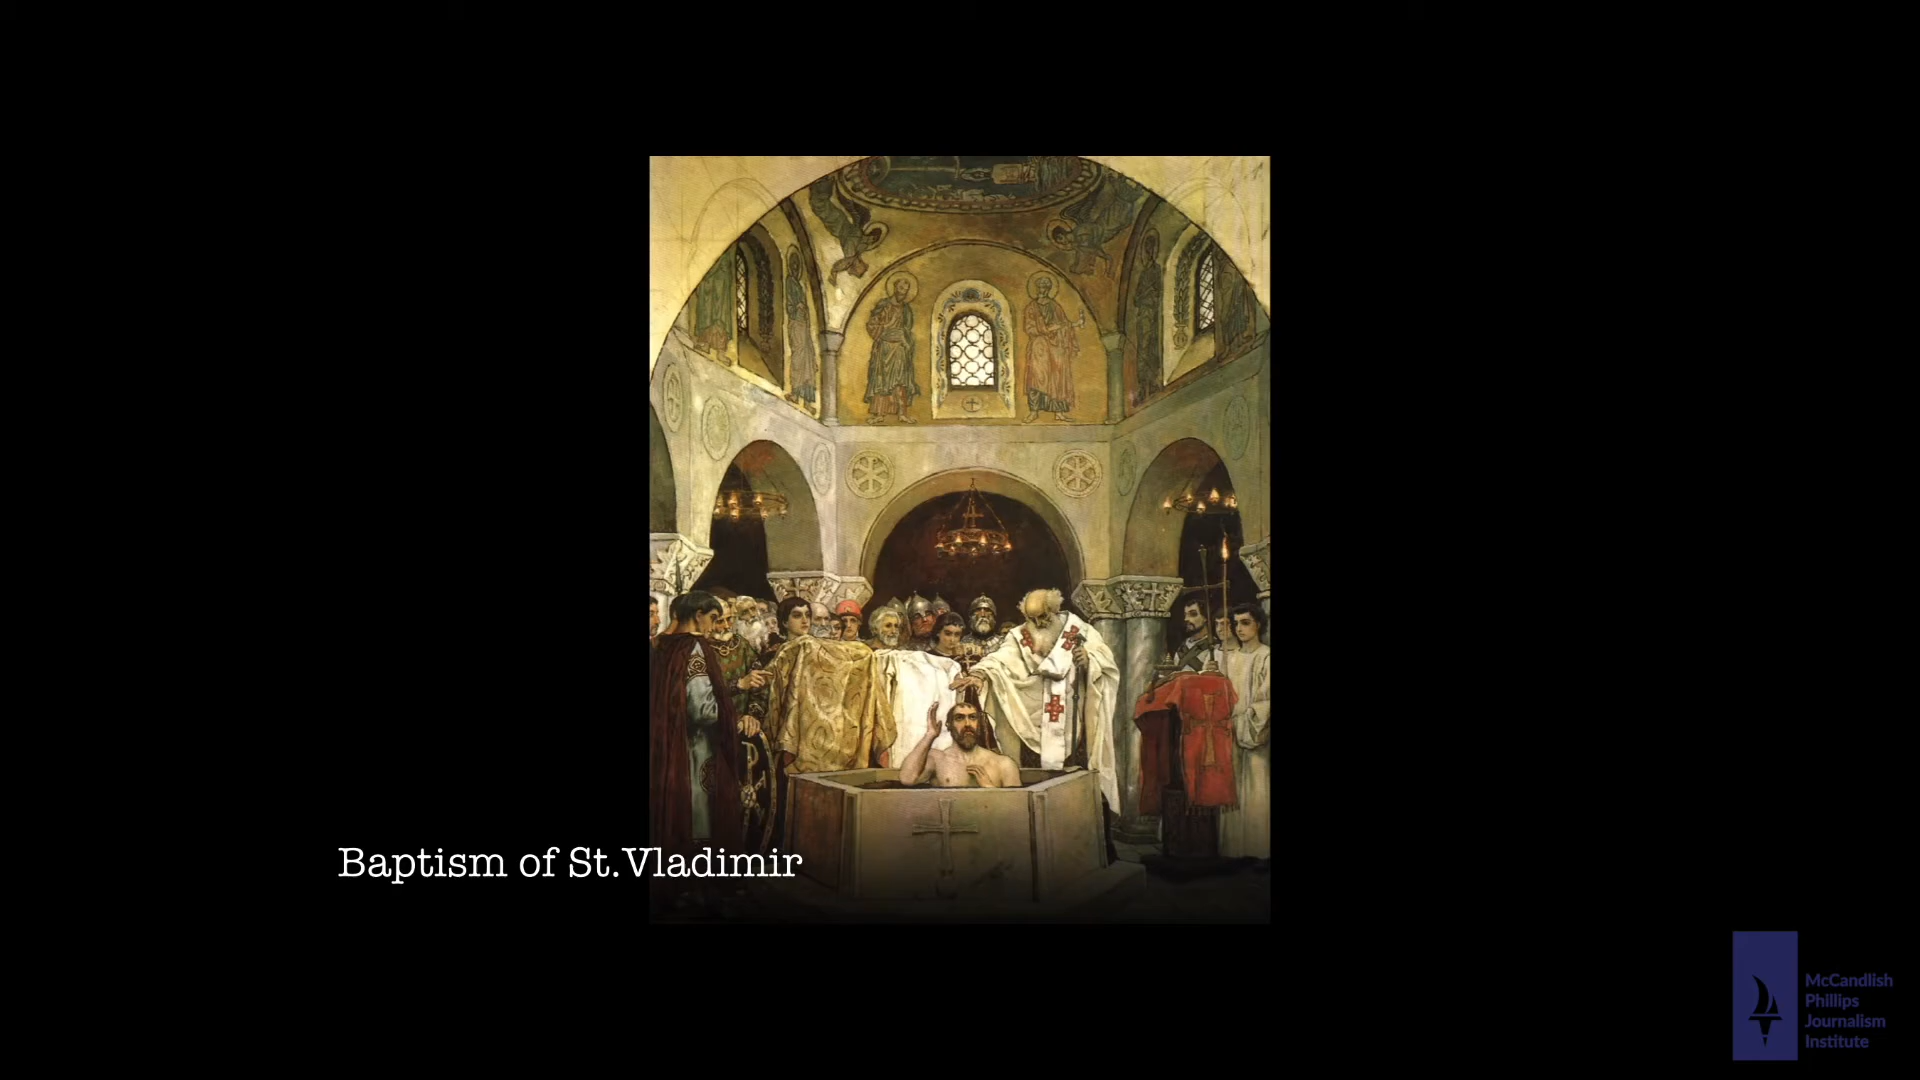 Baptism of St.Vladimir
McCandlish
Phillips
Journalism
Institute